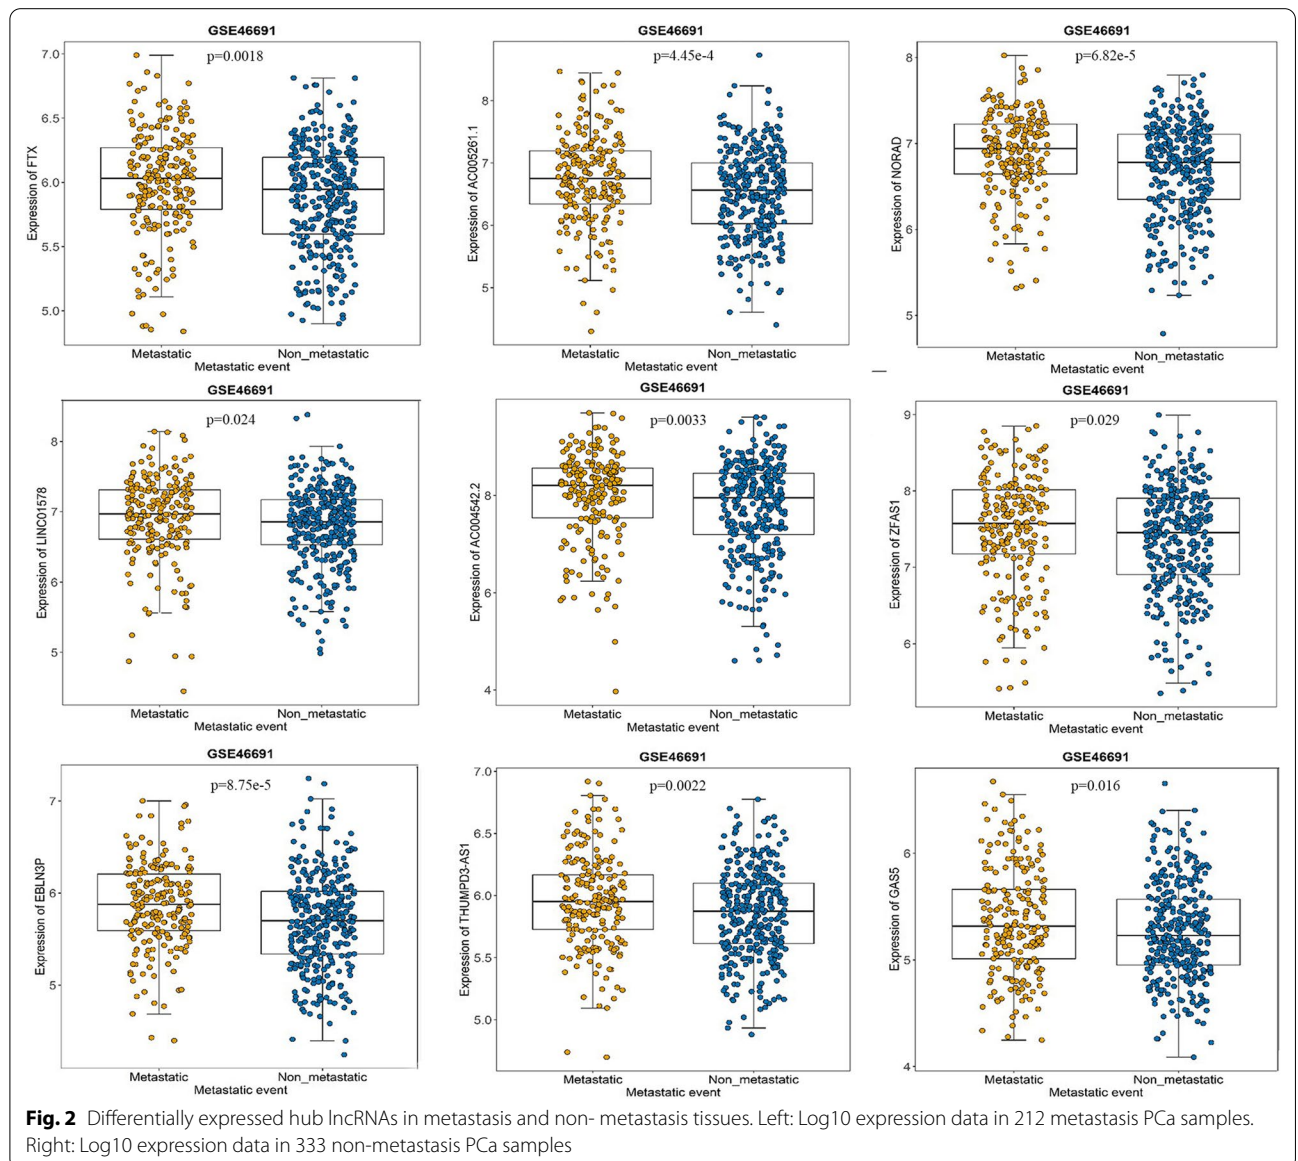 GSE46691
p=0.0018
Expression of FTX
7.0
6.5
6.0
5.5
5.0
Metastatic Non_metastatic
Metastatic event
GSE46691
p=4.45e-4
Expression of AC005261.1
8
7
6
5
Metastatic Non_metastatic
Metastatic event
GSE46691
p=6.82e-5
Expression of NORAD
8
7
6
5
Metastatic Non_metastatic
Metastatic event
GSE46691
p=0.024
Expression of LINC01578
8
7
6
5
Metastatic Non_metastatic
Metastatic event
GSE46691
p=0.0033
Expression of AC004542.2
8
6
4
Metastatic Non_metastatic
Metastatic event
GSE46691
p=0.029
Expression of ZFAS1
9
8
7
6
Metastatic Non_metastatic
Metastatic event
GSE46691
p=8.75e-5
Expression of EBLN3P
7
6
5
Metastatic Non_metastatic
Metastatic event
GSE46691
p=0.0022
Expression of THUMPD3-AS1
7.0
6.5
6.0
5.5
5.0
Metastatic Non_metastatic
Metastatic event
GSE46691
p=0.016
Expression of GAS5
6
5
4
Metastatic Non_metastatic
Metastatic event
Fig. 2 Differentially expressed hub lncRNAs in metastasis and non- metastasis tissues. Left: Log10 expression data in 212 metastasis PCa samples.
Right: Log10 expression data in 333 non-metastasis PCa samples